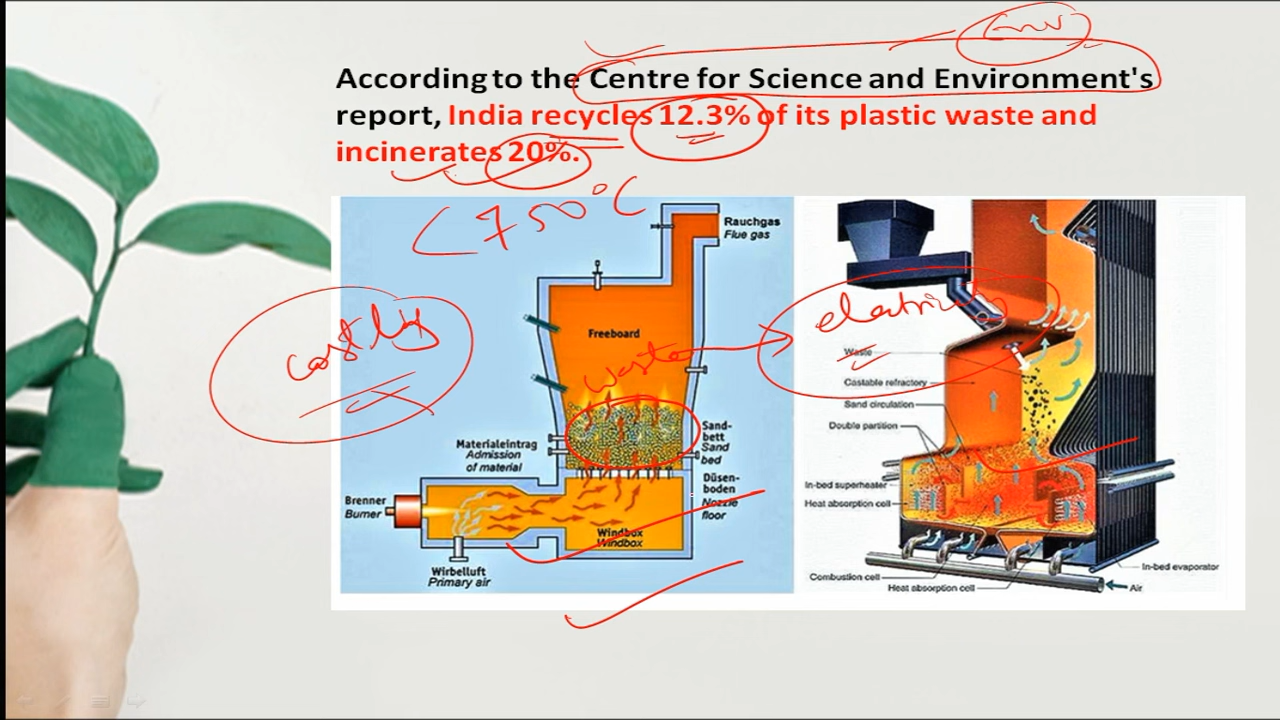 According to the Centre for Science and Environment's
report, India recycles 12.3% of its plastic waste and
incinerates 20%.
<750°C
costly
waste
Rauchgas
Flue gas
Freeboard
Materialeintrag
Admission
of material
Sand-
bett
Sand
bed
Düsen-
boden
Nozzle
floor
Brenner
Burner
Windbox
Windbox
Wirbelluft
Primary air
Waste
Castable refractory
Sand circulation
Double partition
In-bed superheater
Heat absorption cell
Combustion cell
Heat absorption cell
In-bed evaporator
Air